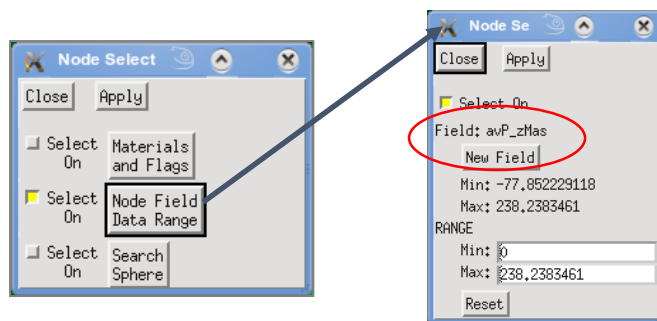 Node Select
Close Apply
Select On Materials and Flags
Select On Node Field Data Range
Select On Search Sphere
Node Se
Close Apply
Select On
Field: avP_zMas
New Field
Min: -77.852229118
Max: 238.2383461
RANGE
Min: 0
Max: 238.2383461
Reset